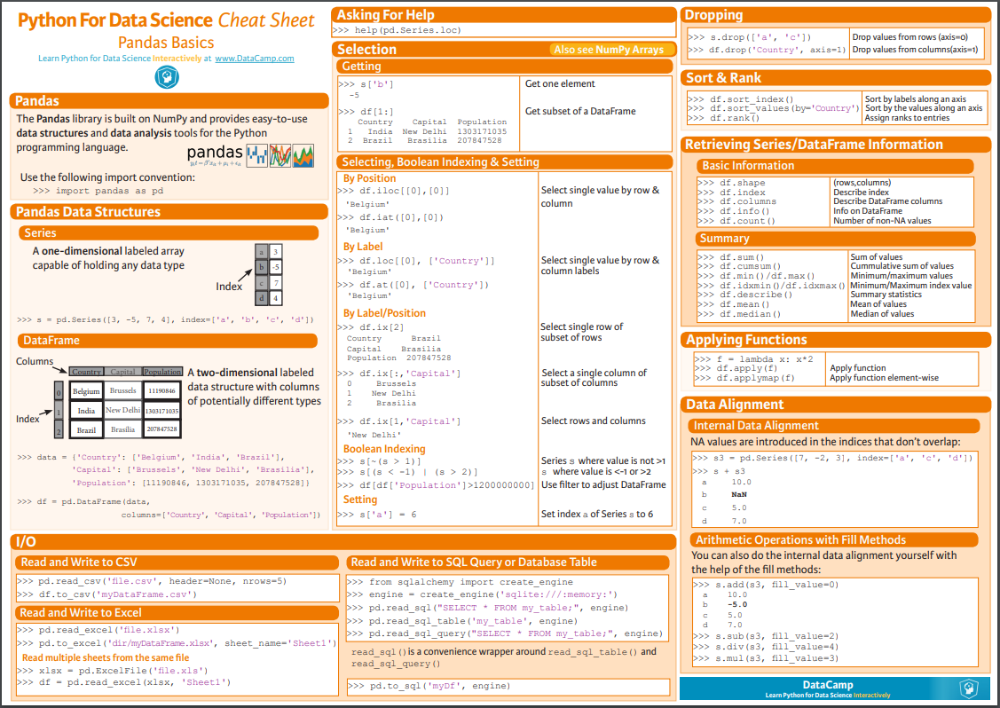 Python For Data Science Cheat Sheet
Pandas Basics
Learn Python for Data Science Interactively at www.DataCamp.com
Pandas
The Pandas library is built on NumPy and provides easy-to-use
data structures and data analysis tools for the Python
programming language.
pandas
Use the following import convention:
>>> import pandas as pd
Pandas Data Structures
Series
A one-dimensional labeled array
capable of holding any data type
Index
a 3
b -5
c 7
d 4
>>> s = pd.Series([3, -5, 7, 4], index=['a', 'b', 'c', 'd'])
DataFrame
Columns
Country Capital Population
0 Belgium Brussels 11190846
1 India New Delhi 1303171035
2 Brazil Brasilia 207847528
Index
A two-dimensional labeled
data structure with columns
of potentially different types
>>> data = {'Country': ['Belgium', 'India', 'Brazil'],
'Capital': ['Brussels', 'New Delhi', 'Brasilia'],
'Population': [11190846, 1303171035, 207847528]}
>>> df = pd.DataFrame(data,
columns=['Country', 'Capital', 'Population'])
Asking For Help
>>> help(pd.Series.loc)
Selection Also see NumPy Arrays
Getting
>>> s['b'] Get one element
-5
>>> df[1:] Get subset of a DataFrame
Country Capital Population
1 India New Delhi 1303171035
2 Brazil Brasilia 207847528
Selecting, Boolean Indexing & Setting
By Position
>>> df.iloc[[0],[0]] Select single value by row &
'Belgium' column
>>> df.iat([0],[0])
'Belgium'
By Label
>>> df.loc[[0], ['Country']] Select single value by row &
'Belgium' column labels
>>> df.at([0], ['Country'])
'Belgium'
By Label/Position
>>> df.ix[2] Select single row of
Country Brazil subset of rows
Capital Brasilia
Population 207847528
>>> df.ix[:,'Capital'] Select a single column of
0 Brussels subset of columns
1 New Delhi
2 Brasilia
>>> df.ix[1,'Capital'] Select rows and columns
'New Delhi'
Boolean Indexing
>>> s[~(s > 1)] Series s where value is not >1
>>> s[(s < -1) | (s > 2)] s where value is <-1 or >2
>>> df[df['Population']>1200000000] Use filter to adjust DataFrame
Setting
>>> s['a'] = 6 Set index a of Series s to 6
Dropping
>>> s.drop(['a', 'c']) Drop values from rows (axis=0)
>>> df.drop('Country', axis=1) Drop values from columns(axis=1)
Sort & Rank
>>> df.sort_index() Sort by labels along an axis
>>> df.sort_values(by='Country') Sort by the values along an axis
>>> df.rank() Assign ranks to entries
Retrieving Series/DataFrame Information
Basic Information
>>> df.shape (rows,columns)
>>> df.index Describe index
>>> df.columns Describe DataFrame columns
>>> df.info() Info on DataFrame
>>> df.count() Number of non-NA values
Summary
>>> df.sum() Sum of values
>>> df.cumsum() Cummulative sum of values
>>> df.min()/df.max() Minimum/maximum values
>>> df.idxmin()/df.idxmax() Minimum/Maximum index value
>>> df.describe() Summary statistics
>>> df.mean() Mean of values
>>> df.median() Median of values
Applying Functions
>>> f = lambda x: x*2
>>> df.apply(f) Apply function
>>> df.applymap(f) Apply function element-wise
Data Alignment
Internal Data Alignment
NA values are introduced in the indices that don't overlap:
>>> s3 = pd.Series([7, -2, 3], index=['a', 'c', 'd'])
>>> s + s3
a 10.0
b NaN
c 5.0
d 7.0
Arithmetic Operations with Fill Methods
You can also do the internal data alignment yourself with
the help of the fill methods:
>>> s.add(s3, fill_value=0)
a 10.0
b -5.0
c 5.0
d 7.0
>>> s.sub(s3, fill_value=2)
>>> s.div(s3, fill_value=4)
>>> s.mul(s3, fill_value=3)
I/O
Read and Write to CSV
>>> pd.read_csv('file.csv', header=None, nrows=5)
>>> df.to_csv('myDataFrame.csv')
Read and Write to Excel
>>> pd.read_excel('file.xlsx')
>>> pd.to_excel('dir/myDataFrame.xlsx', sheet_name='Sheet1')
Read multiple sheets from the same file
>>> xlsx = pd.ExcelFile('file.xls')
>>> df = pd.read_excel(xlsx, 'Sheet1')
Read and Write to SQL Query or Database Table
>>> from sqlalchemy import create_engine
>>> engine = create_engine('sqlite:///:memory:')
>>> pd.read_sql("SELECT * FROM my_table;", engine)
>>> pd.read_sql_table('my_table', engine)
>>> pd.read_sql_query("SELECT * FROM my_table;", engine)
read_sql() is a convenience wrapper around read_sql_table() and
read_sql_query()
>>> pd.to_sql('myDf', engine)
DataCamp
Learn Python for Data Science Interactively